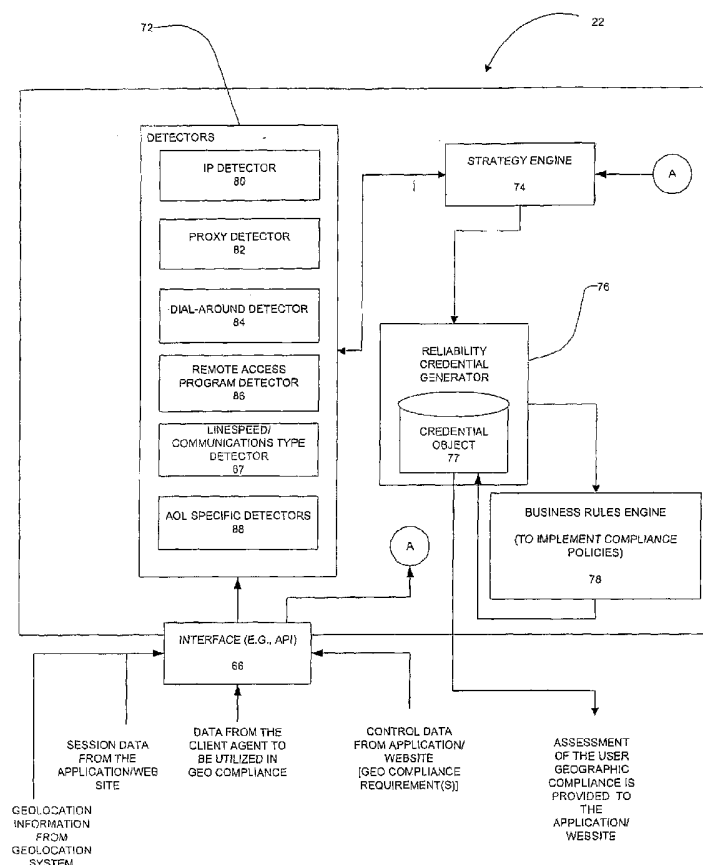 72
22
DETECTORS
IP DETECTOR
80
PROXY DETECTOR
82
DIAL-AROUND DETECTOR
84
REMOTE ACCESS
PROGRAM DETECTOR
86
LINESPEED/
COMMUNICATIONS TYPE
DETECTOR
87
AOL SPECIFIC DETECTORS
88
STRATEGY ENGINE
74
A
76
RELIABILITY
CREDENTIAL
GENERATOR
CREDENTIAL
OBJECT
77
BUSINESS RULES ENGINE
(TO IMPLEMENT COMPLIANCE
POLICIES)
78
A
INTERFACE (E.G., API)
66
SESSION DATA
FROM THE
APPLICATION/WEB
SITE
DATA FROM THE
CLIENT AGENT TO
BE UTILIZED IN
GEO COMPLIANCE
CONTROL DATA
FROM APPLICATION/
WEBSITE
[GEO COMPLIANCE
REQUIREMENT(S)]
ASSESSMENT
OF THE USER
GEOGRAPHIC
COMPLIANCE IS
PROVIDED TO
THE
APPLICATION/
WEBSITE
GEOLOCATION
INFORMATION
FROM
GEOLOCATION
SYSTEM